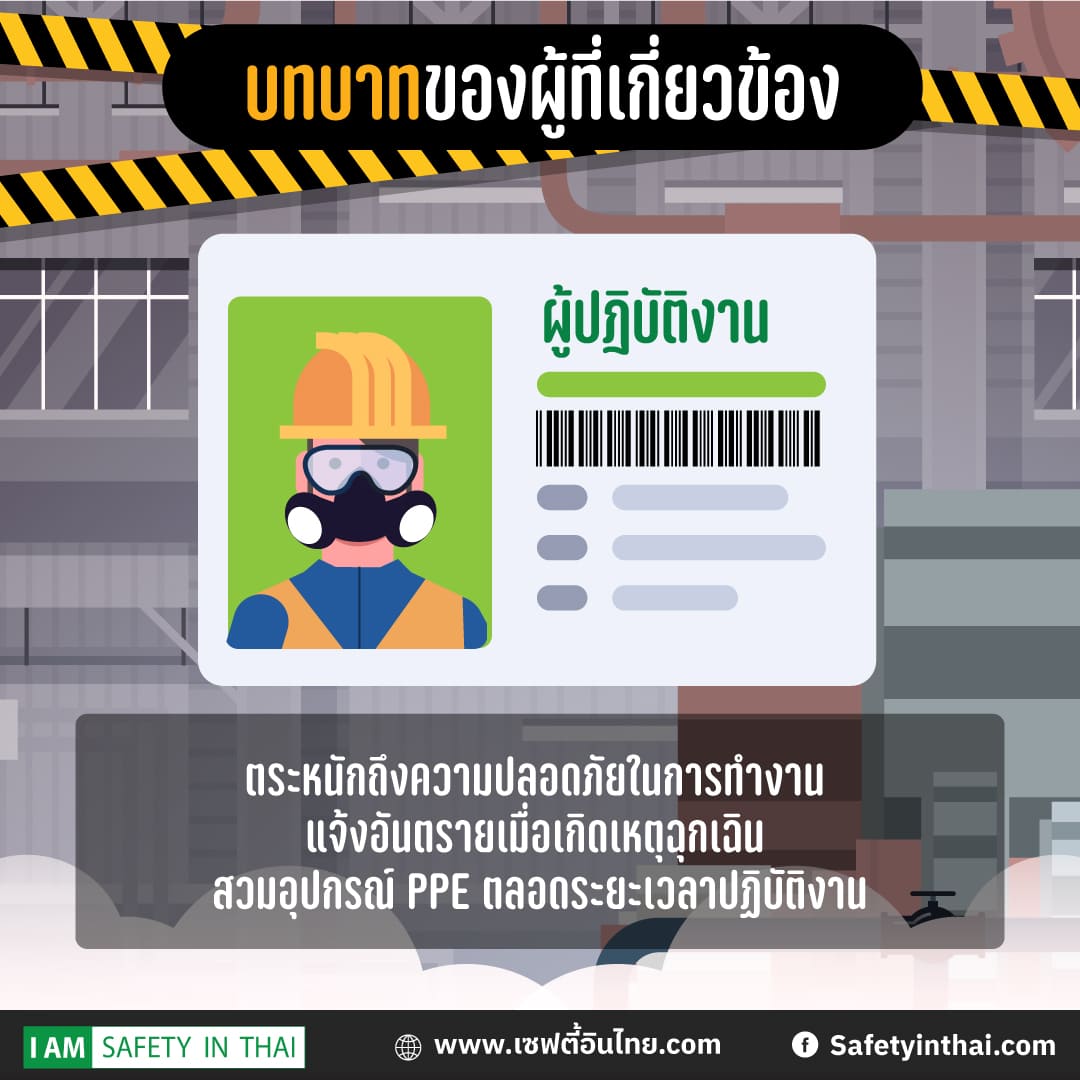 บทบาทของผู้ที่เกี่ยวข้อง
ผู้ปฎิบัติงาน
ตระหนักถึงความปลอดภัยในการทำงาน
แจ้งอันตรายเมื่อเกิดเหตุฉุกเฉิน
สวมอุปกรณ์ PPE ตลอดระยะเวลาปฏิบัติงาน
I AM SAFETY IN THAI
www.เซฟตี้อินไทย.com
Safetyinthai.com